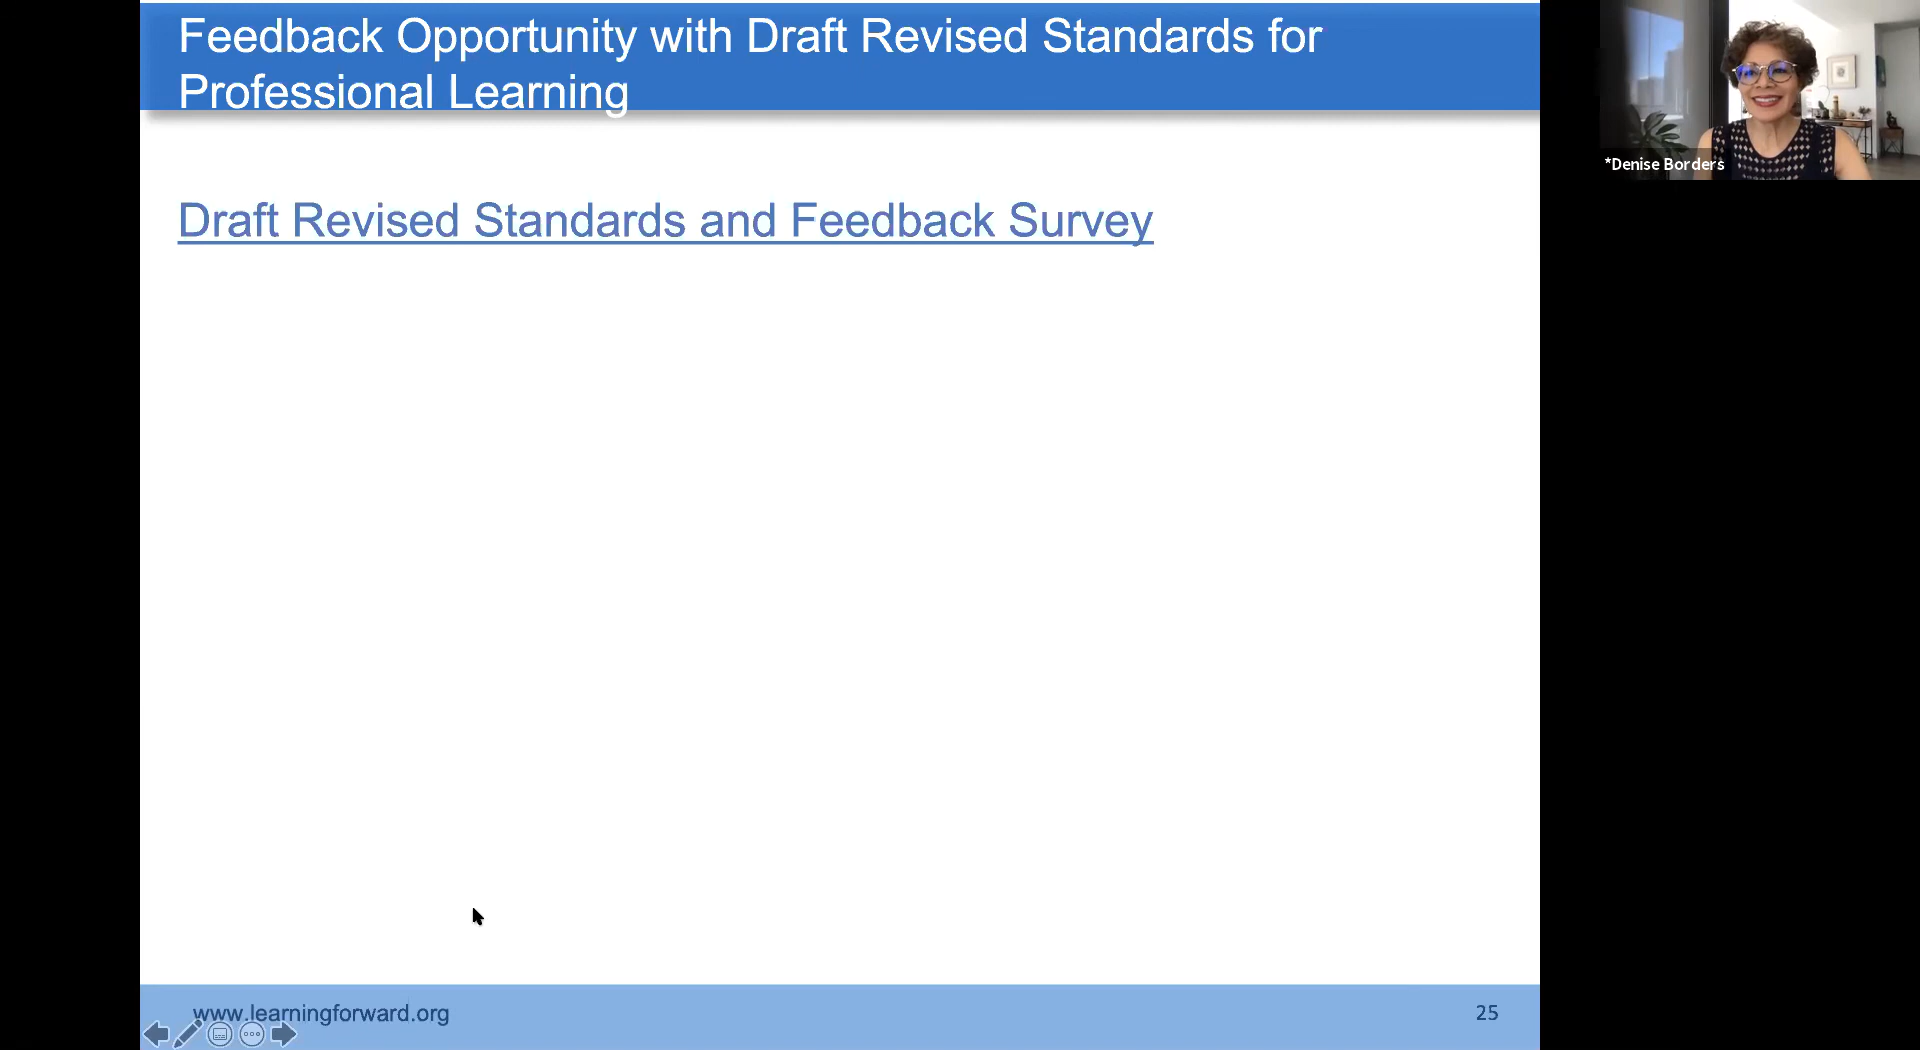 Feedback Opportunity with Draft Revised Standards for
Professional Learning
*Denise Borders
Draft Revised Standards and Feedback Survey
www.learningforward.org
25